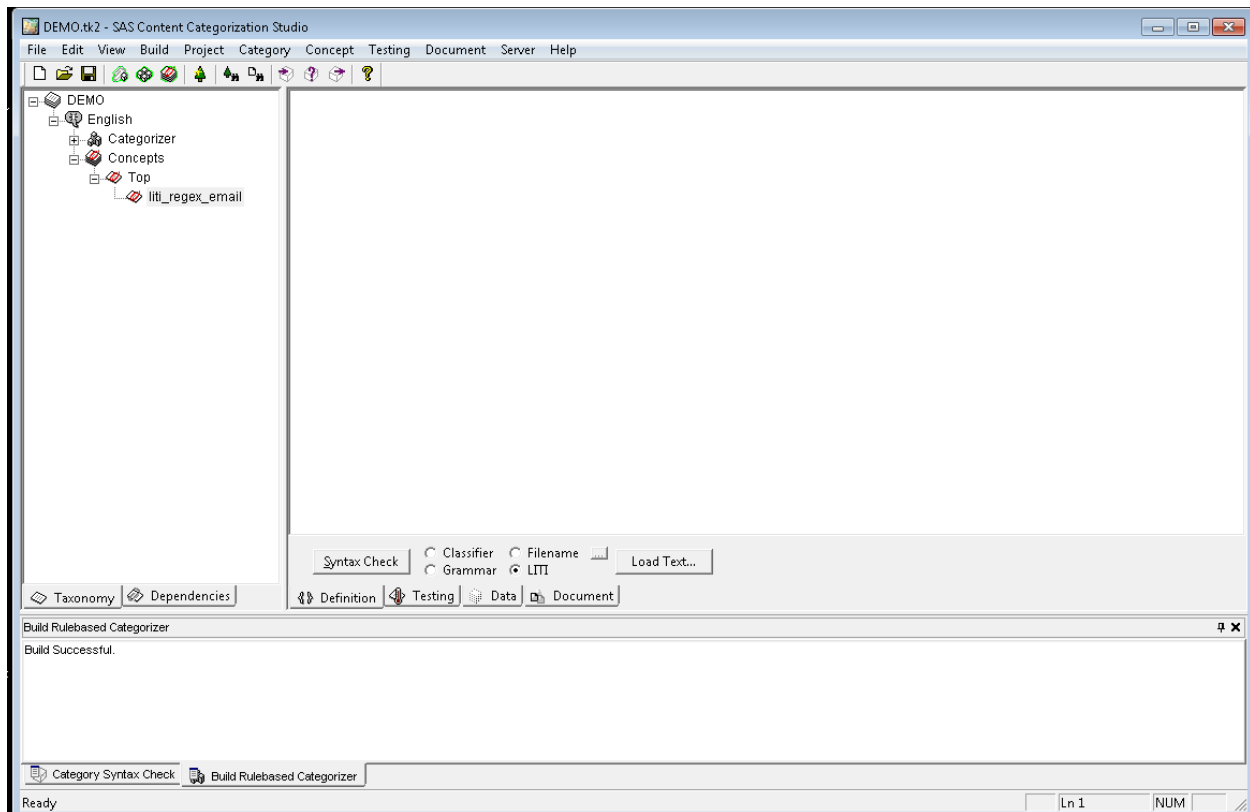 DEMO.tk2 - SAS Content Categorization Studio
File Edit View Build Project Category Concept Testing Document Server Help
DEMO
English
Categorizer
Concepts
Top
liti_regex_email
Syntax Check
Classifier Filename ...
Grammar LITI
Load Text...
Taxonomy Dependencies
Definition Testing Data Document
Build Rulebased Categorizer
Build Successful.
Category Syntax Check Build Rulebased Categorizer
Ready Ln 1 NUM